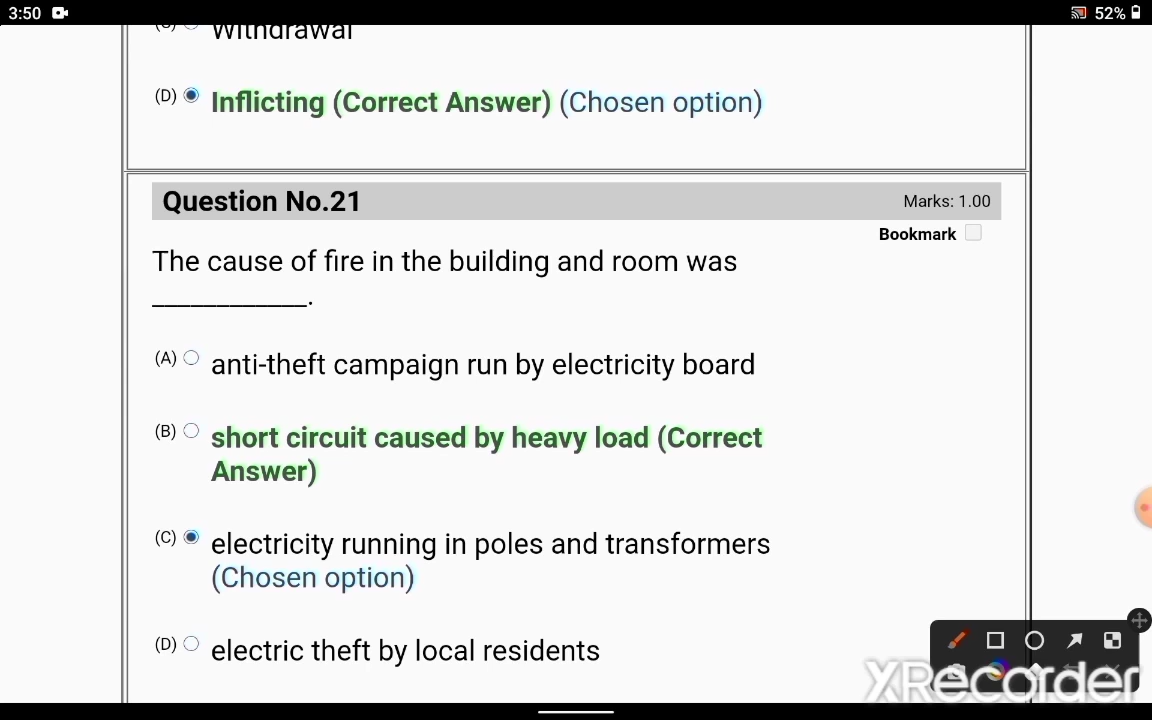 3:50
52%
Withdrawal
(D) Inflicting (Correct Answer) (Chosen option)
Question No.21
Marks: 1.00
Bookmark
The cause of fire in the building and room was
____________.
(A) anti-theft campaign run by electricity board
(B) short circuit caused by heavy load (Correct
Answer)
(C) electricity running in poles and transformers
(Chosen option)
(D) electric theft by local residents
XRecorder